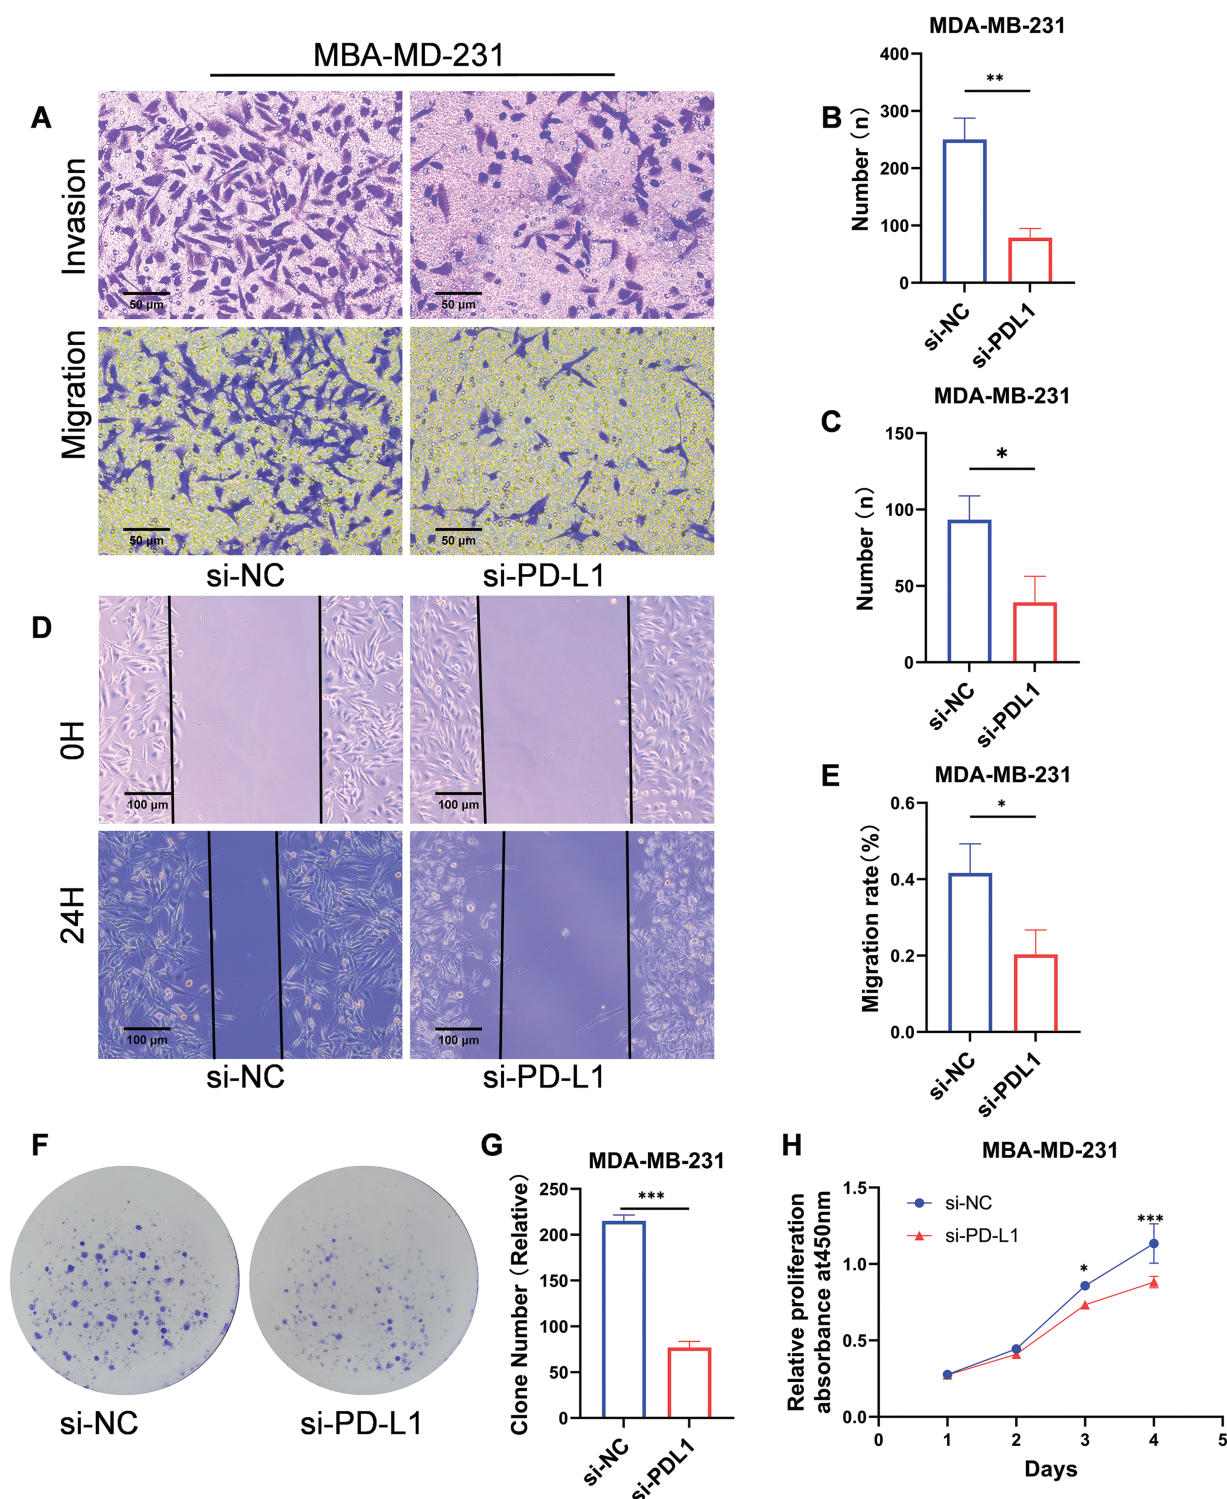 MBA-MD-231
A
Invasion
50 µm
50 µm
Migration
50 µm
50 µm
si-NC
si-PD-L1
B
MDA-MB-231
Number (n)
400
300
200
100
0
**
si-NC
si-PDL1
C
MDA-MB-231
Number (n)
150
100
50
0
*
si-NC
si-PDL1
D
0H
100 µm
100 µm
24H
100 µm
100 µm
si-NC
si-PD-L1
E
MDA-MB-231
Migration rate(%)
0.6
0.4
0.2
0.0
*
si-NC
si-PDL1
F
si-NC
si-PD-L1
G
MDA-MB-231
Clone Number (Relative)
250
200
150
100
50
0
***
si-NC
si-PDL1
H
MBA-MD-231
Relative proliferation
absorbance at450nm
1.5
1.0
0.5
0.0
si-NC
si-PD-L1
*
***
0 1 2 3 4 5
Days